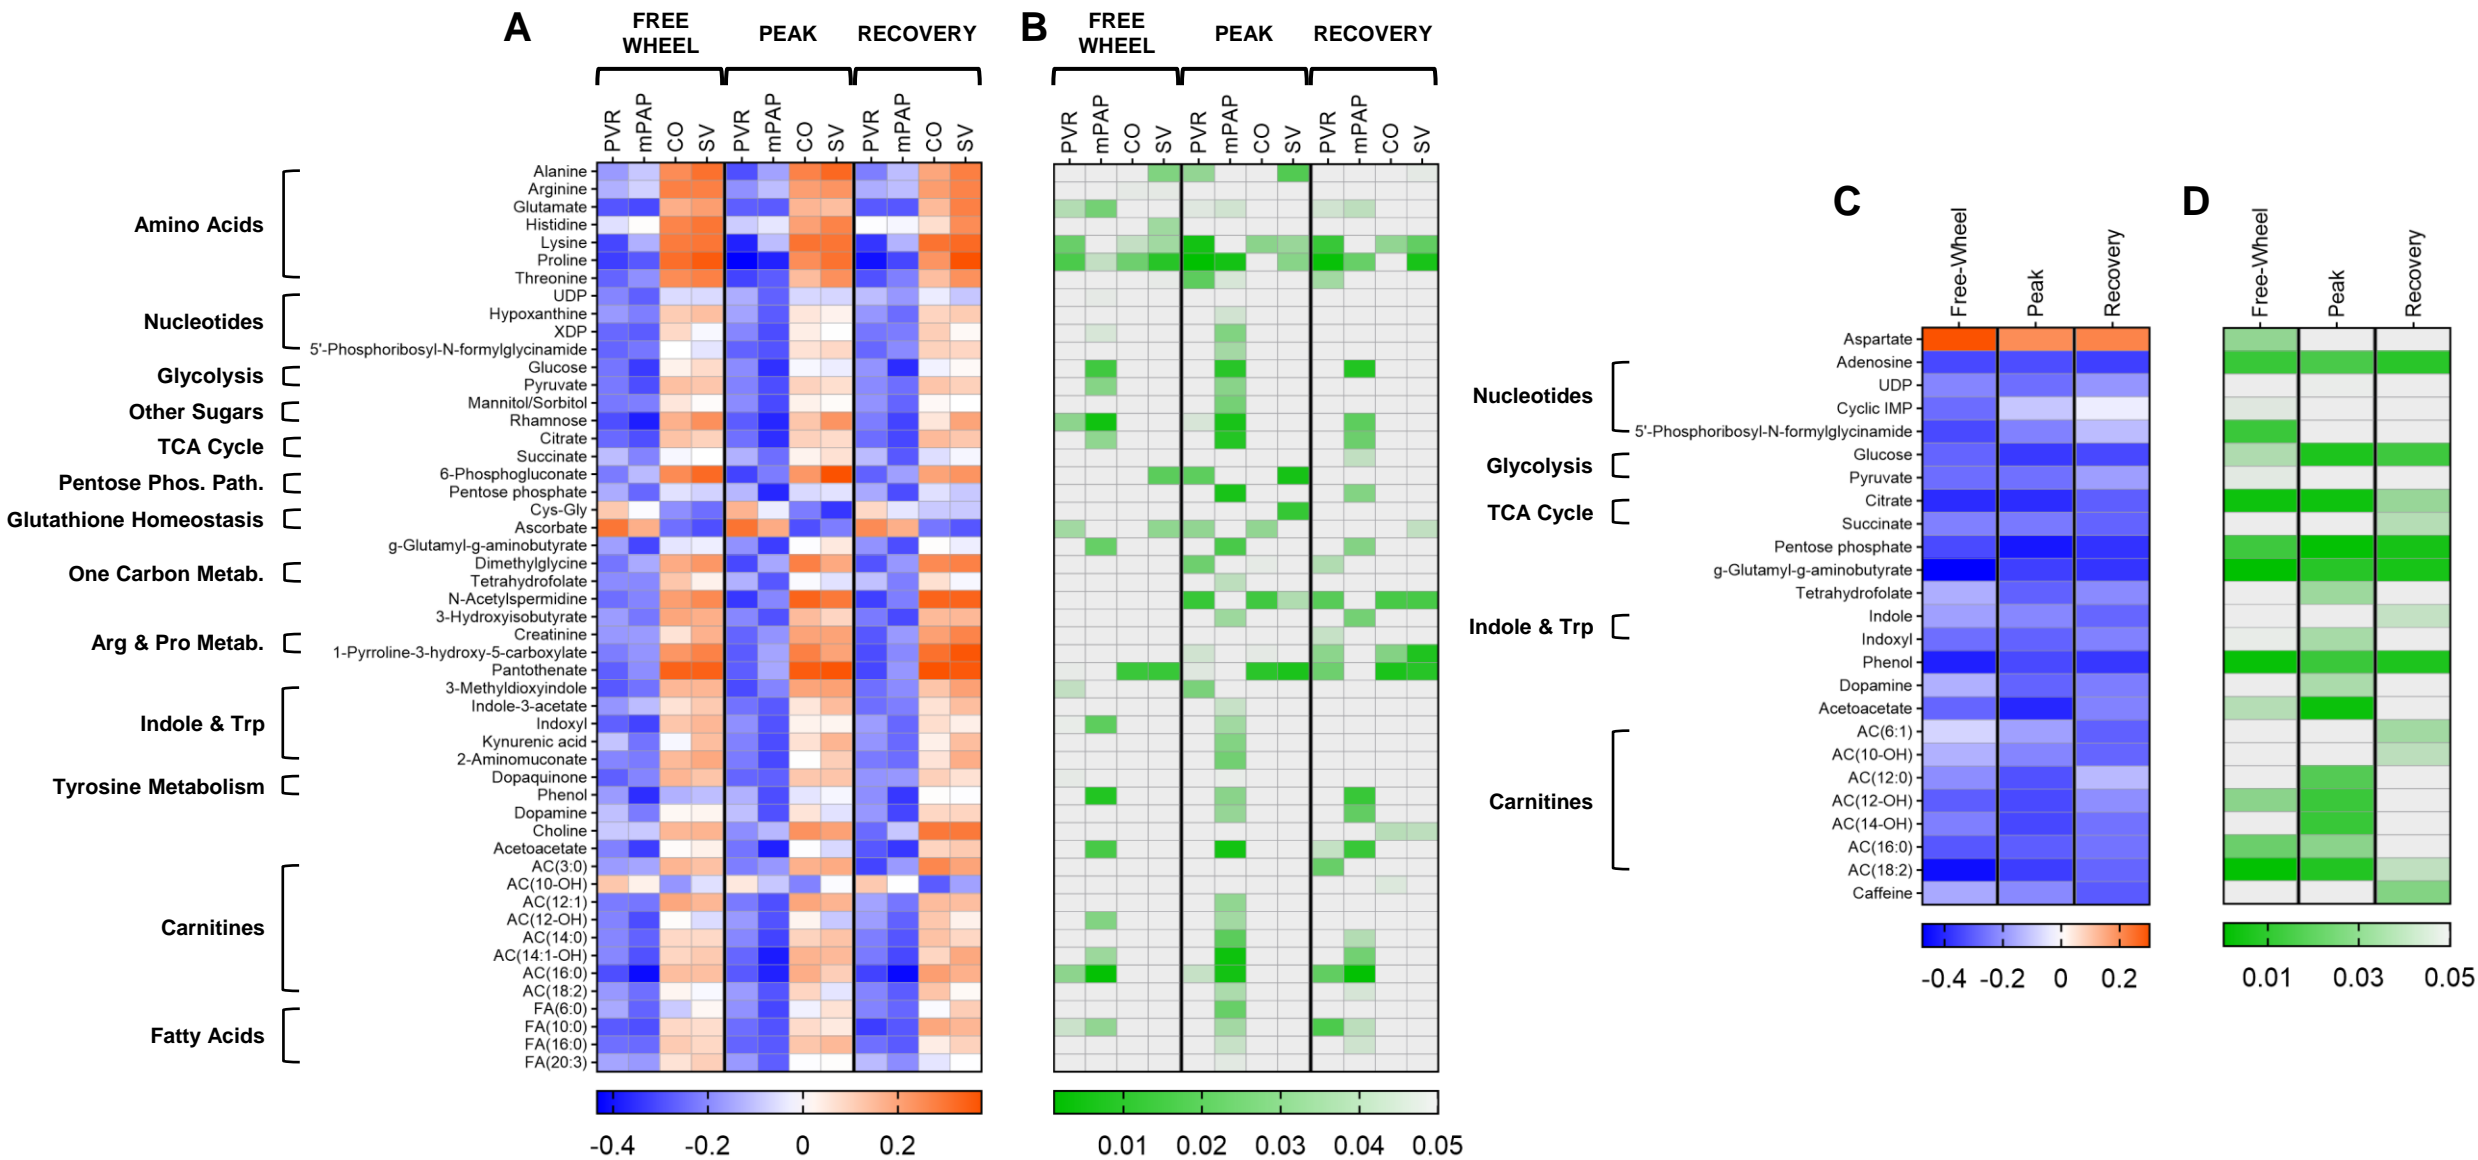 A
FREE
WHEEL
PEAK
RECOVERY
PVR
mPAP
CO
SV
PVR
mPAP
CO
SV
PVR
mPAP
CO
SV
Amino Acids
Nucleotides
Glycolysis
Other Sugars
TCA Cycle
Pentose Phos. Path.
Glutathione Homeostasis
One Carbon Metab.
Arg & Pro Metab.
Indole & Trp
Tyrosine Metabolism
Carnitines
Fatty Acids
Alanine
Arginine
Glutamate
Histidine
Lysine
Proline
Threonine
UDP
Hypoxanthine
XDP
5'-Phosphoribosyl-N-formylglycinamide
Glucose
Pyruvate
Mannitol/Sorbitol
Rhamnose
Citrate
Succinate
6-Phosphogluconate
Pentose phosphate
Cys-Gly
Ascorbate
g-Glutamyl-g-aminobutyrate
Dimethylglycine
Tetrahydrofolate
N-Acetylspermidine
3-Hydroxyisobutyrate
Creatinine
1-Pyrroline-3-hydroxy-5-carboxylate
Pantothenate
3-Methyldioxyindole
Indole-3-acetate
Indoxyl
Kynurenic acid
2-Aminomuconate
Dopaquinone
Phenol
Dopamine
Choline
Acetoacetate
AC(3:0)
AC(10-OH)
AC(12:1)
AC(12-OH)
AC(14:0)
AC(14:1-OH)
AC(16:0)
AC(18:2)
FA(6:0)
FA(10:0)
FA(16:0)
FA(20:3)
-0.4
-0.2
0
0.2
B
FREE
WHEEL
PEAK
RECOVERY
PVR
mPAP
CO
SV
PVR
mPAP
CO
SV
PVR
mPAP
CO
SV
0.01
0.02
0.03
0.04
0.05
C
Free-Wheel
Peak
Recovery
Nucleotides
Glycolysis
TCA Cycle
Indole & Trp
Carnitines
Aspartate
Adenosine
UDP
Cyclic IMP
5'-Phosphoribosyl-N-formylglycinamide
Glucose
Pyruvate
Citrate
Succinate
Pentose phosphate
g-Glutamyl-g-aminobutyrate
Tetrahydrofolate
Indole
Indoxyl
Phenol
Dopamine
Acetoacetate
AC(6:1)
AC(10-OH)
AC(12:0)
AC(12-OH)
AC(14-OH)
AC(16:0)
AC(18:2)
Caffeine
-0.4
-0.2
0
0.2
D
Free-Wheel
Peak
Recovery
0.01
0.03
0.05